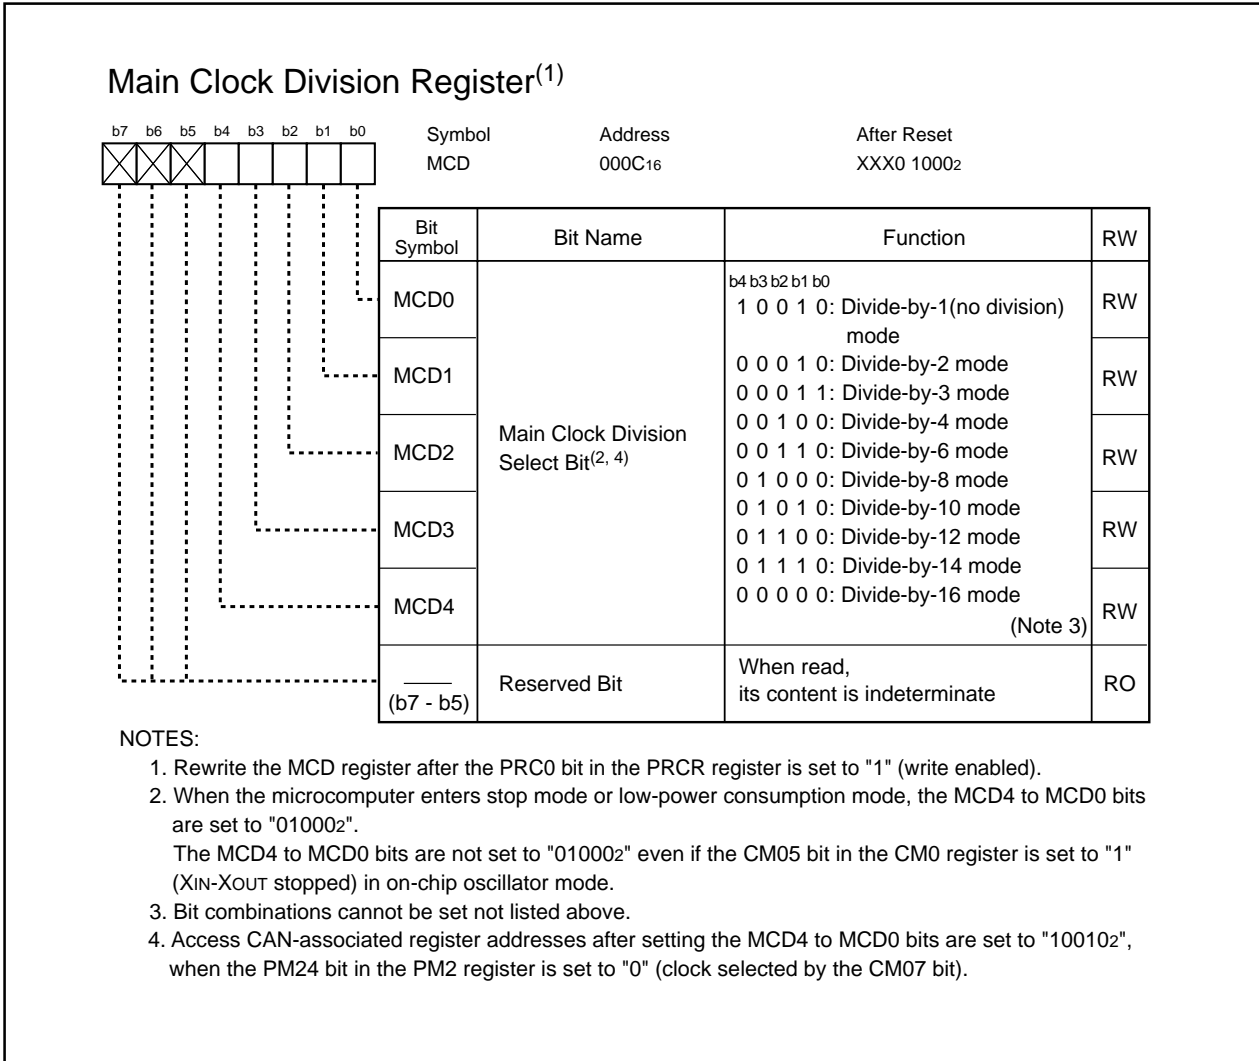 Main Clock Division Register(1)
b7 b6 b5 b4 b3 b2 b1 b0
Symbol Address After Reset
MCD 000C16 XXX0 10002
Bit Symbol Bit Name Function RW
b4 b3 b2 b1 b0
MCD0 1 0 0 1 0: Divide-by-1(no division) RW
mode
0 0 0 1 0: Divide-by-2 mode
MCD1 0 0 0 1 1: Divide-by-3 mode RW
0 0 1 0 0: Divide-by-4 mode
Main Clock Division
MCD2 0 0 1 1 0: Divide-by-6 mode RW
Select Bit(2, 4)
0 1 0 0 0: Divide-by-8 mode
0 1 0 1 0: Divide-by-10 mode
MCD3 0 1 1 0 0: Divide-by-12 mode RW
0 1 1 1 0: Divide-by-14 mode
MCD4 0 0 0 0 0: Divide-by-16 mode RW
(Note 3)
(b7 - b5) Reserved Bit When read, RO
its content is indeterminate
NOTES:
1. Rewrite the MCD register after the PRC0 bit in the PRCR register is set to "1" (write enabled).
2. When the microcomputer enters stop mode or low-power consumption mode, the MCD4 to MCD0 bits
are set to "010002".
The MCD4 to MCD0 bits are not set to "010002" even if the CM05 bit in the CM0 register is set to "1"
(XIN-XOUT stopped) in on-chip oscillator mode.
3. Bit combinations cannot be set not listed above.
4. Access CAN-associated register addresses after setting the MCD4 to MCD0 bits are set to "100102",
when the PM24 bit in the PM2 register is set to "0" (clock selected by the CM07 bit).